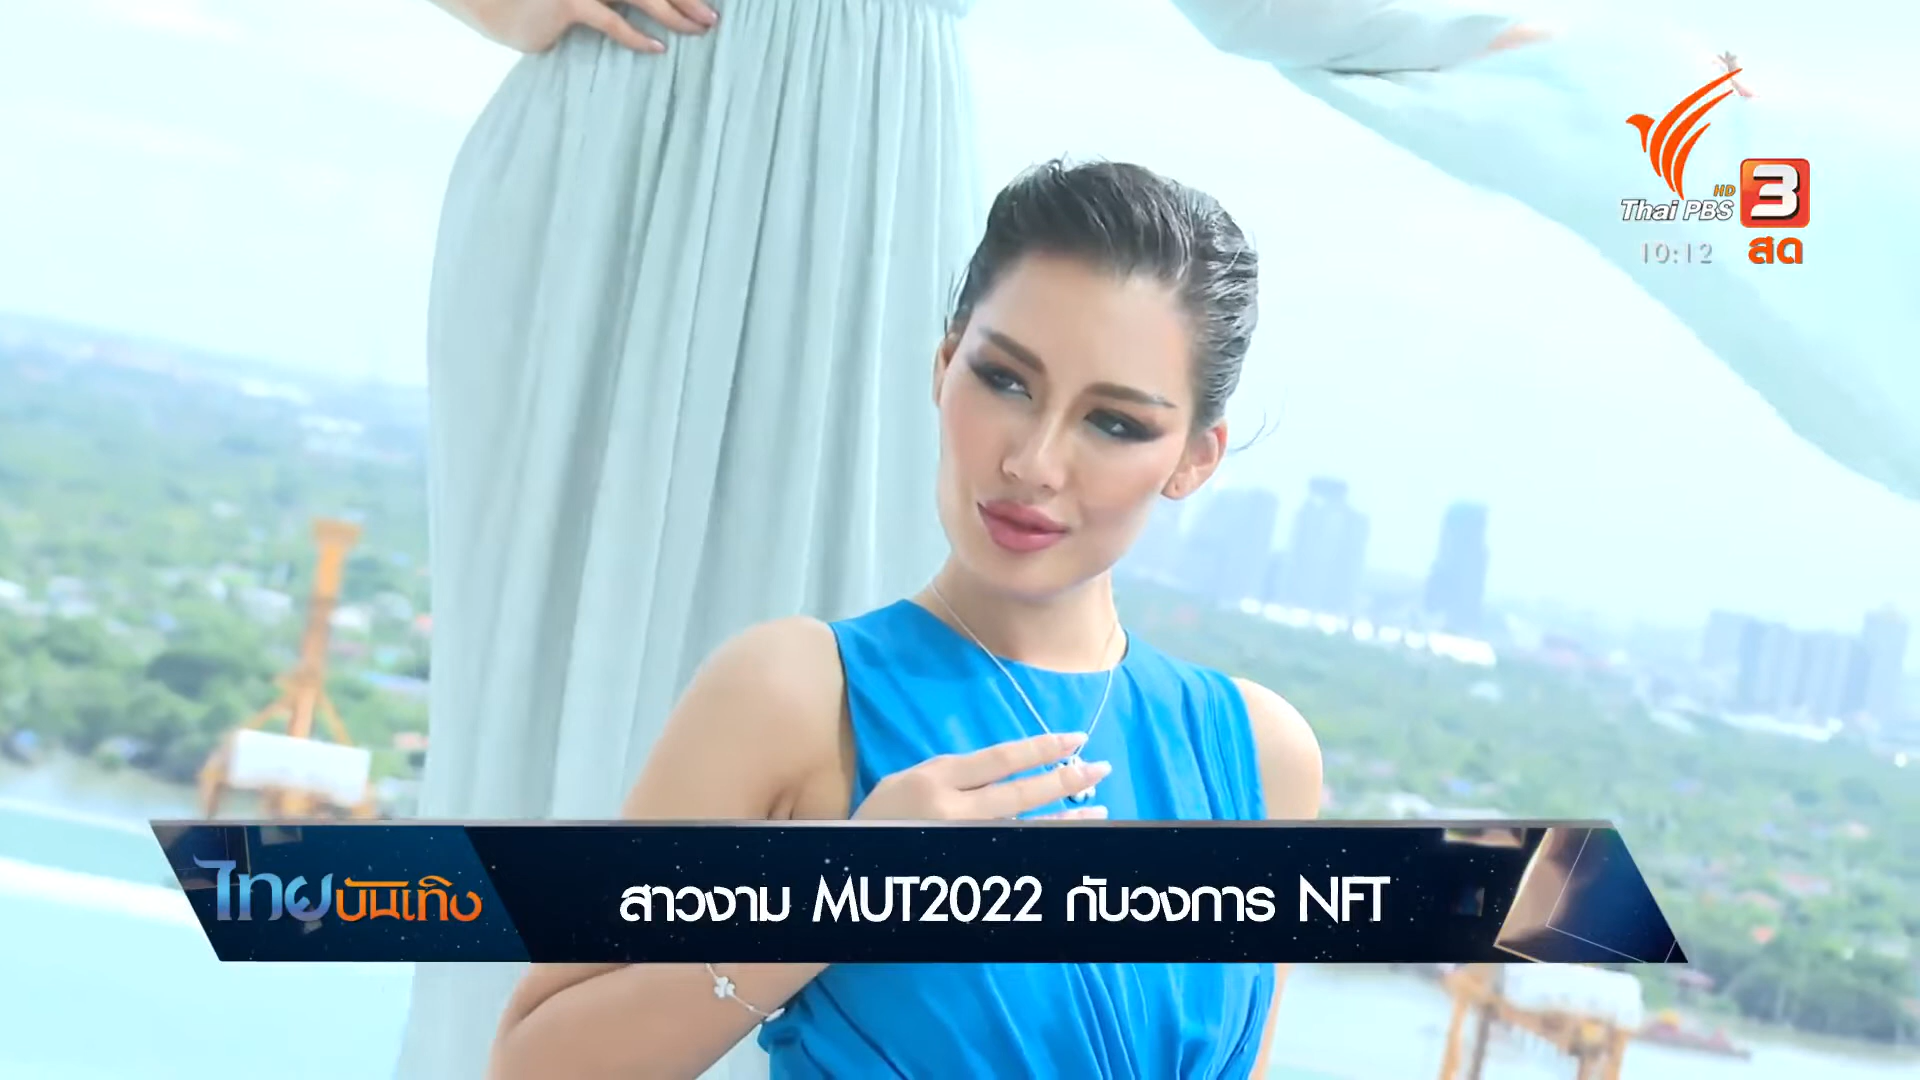 HD
Thai PBS 3
10:12 สด
ไทยบันเทิง
สาวงาม MUT2022 กับวงการ NFT